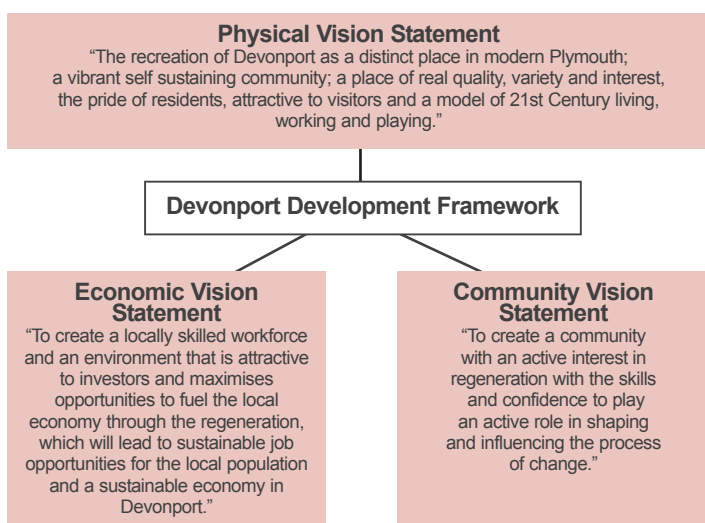 Physical Vision Statement
“The recreation of Devonport as a distinct place in modern Plymouth;
a vibrant self sustaining community; a place of real quality, variety and interest,
the pride of residents, attractive to visitors and a model of 21st Century living,
working and playing.”
Devonport Development Framework
Economic Vision
Statement
“To create a locally skilled workforce
and an environment that is attractive
to investors and maximises
opportunities to fuel the local
economy through the regeneration,
which will lead to sustainable job
opportunities for the local population
and a sustainable economy in
Devonport.”
Community Vision
Statement
“To create a community
with an active interest in
regeneration with the skills
and confidence to play
an active role in shaping
and influencing the process
of change.”